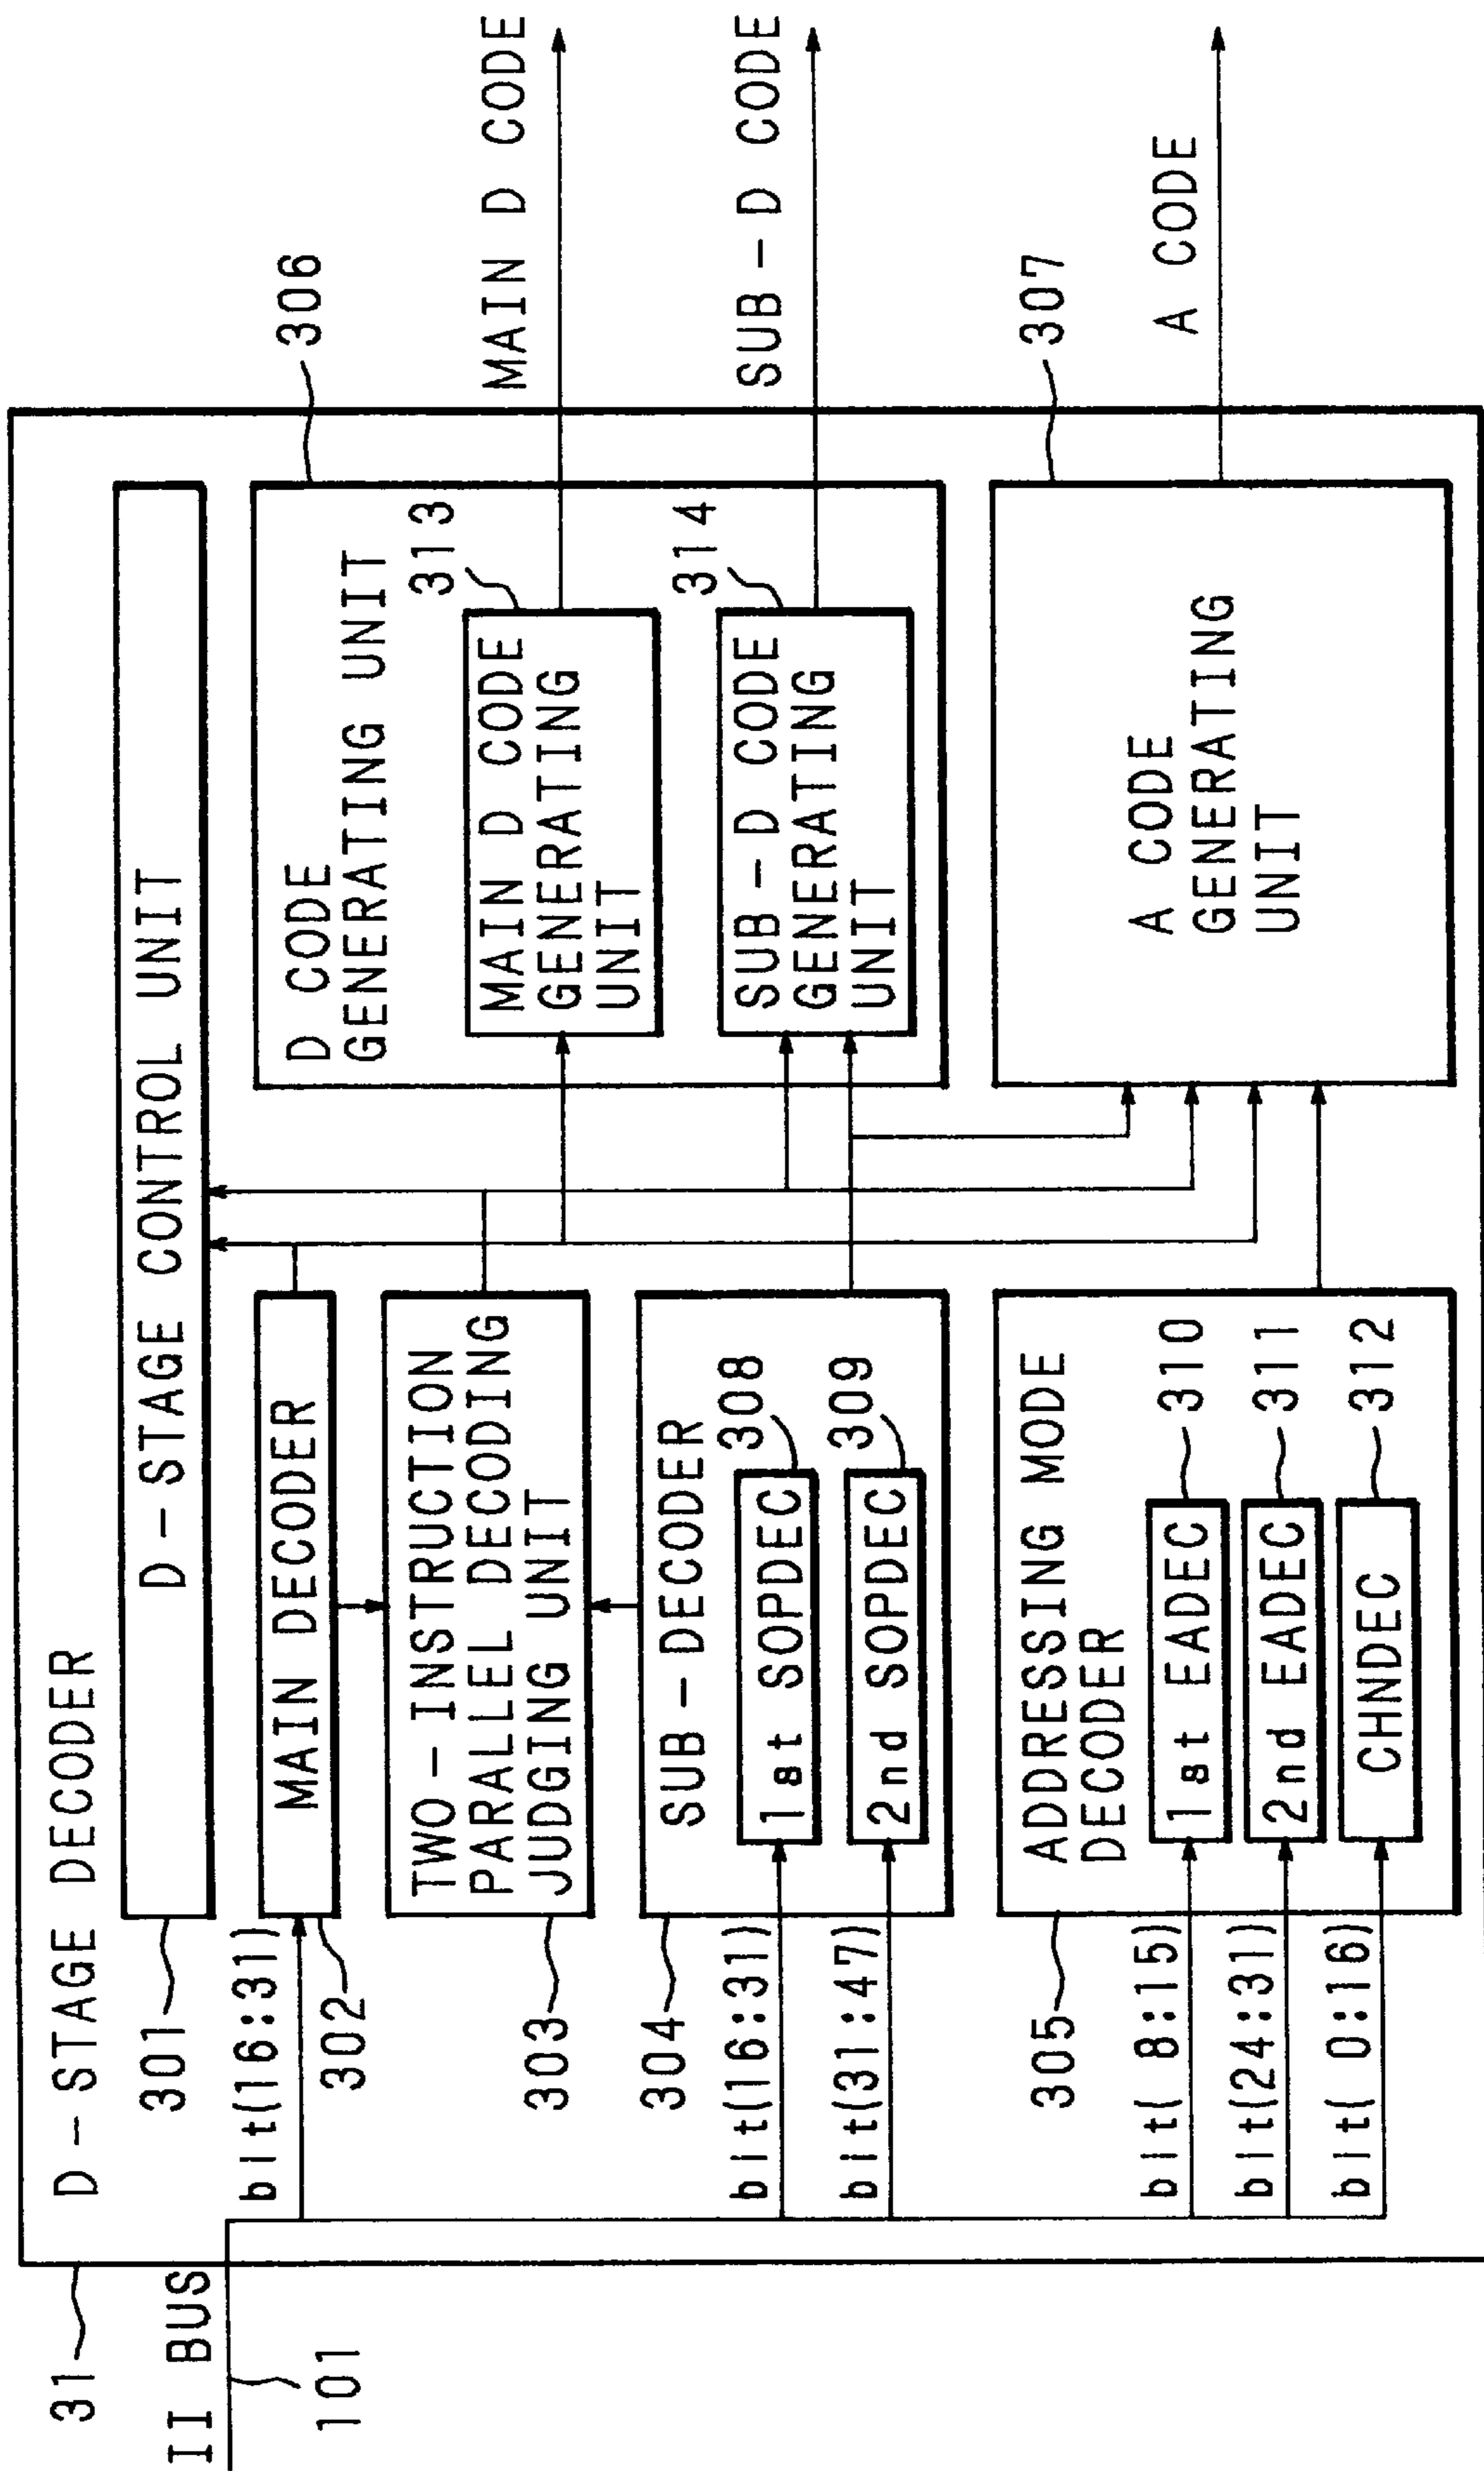 31
D-STAGE DECODER
II BUS
101
301
D-STAGE CONTROL UNIT
bit(16:31)
302
MAIN DECODER
303
TWO-INSTRUCTION
PARALLEL DECODING
JUDGING UNIT
304
SUB-DECODER
bit(16:31)
1st SOPDEC
308
bit(31:47)
2nd SOPDEC
309
305
ADDRESSING MODE
DECODER
bit( 8:15)
1st EADEC
310
bit(24:31)
2nd EADEC
311
bit( 0:16)
CHNDEC
312
306
D CODE
GENERATING UNIT
313
MAIN D CODE
GENERATING
UNIT
MAIN D CODE
314
SUB-D CODE
GENERATING
UNIT
SUB-D CODE
307
A CODE
GENERATING
UNIT
A CODE